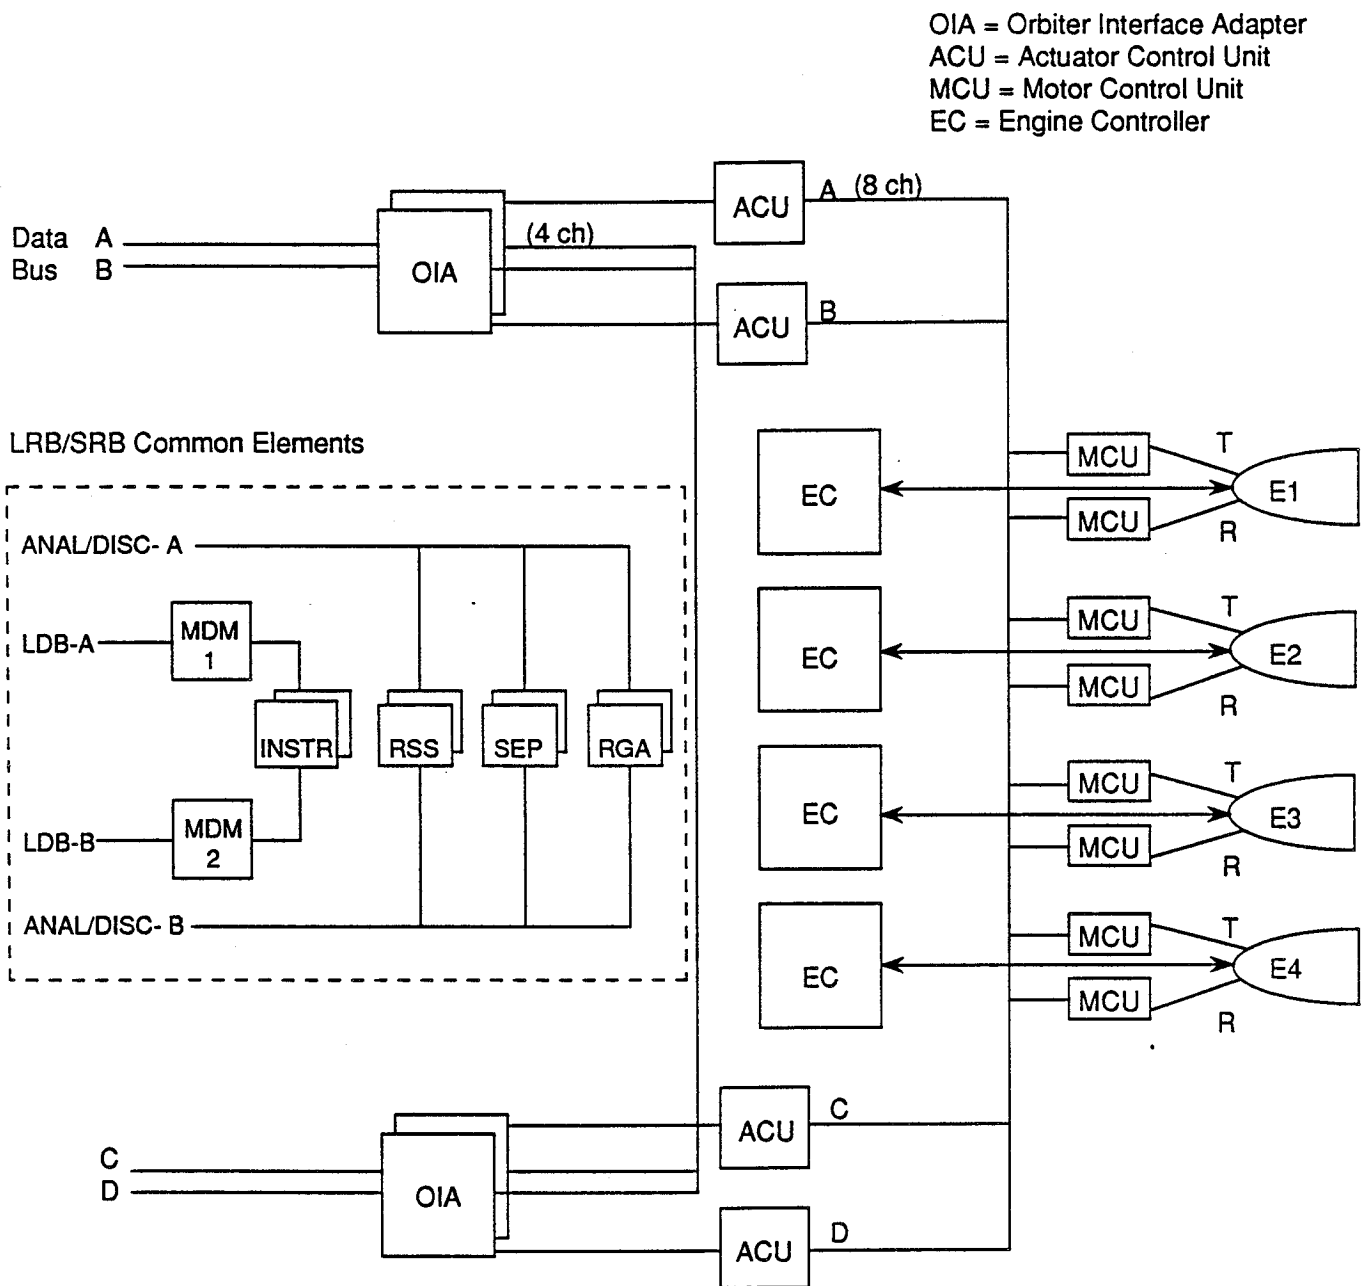 OIA = Orbiter Interface Adapter
ACU = Actuator Control Unit
MCU = Motor Control Unit
EC = Engine Controller
ACU
A (8 ch)
Data A
Bus B
OIA
(4 ch)
ACU
B
LRB/SRB Common Elements
ANAL/DISC- A
LDB-A
MDM
1
INSTR
RSS
SEP
RGA
LDB-B
MDM
2
ANAL/DISC- B
EC
MCU
T
E1
MCU
R
EC
MCU
T
E2
MCU
R
EC
MCU
T
E3
MCU
R
EC
MCU
T
E4
MCU
R
ACU
C
C
D
OIA
ACU
D